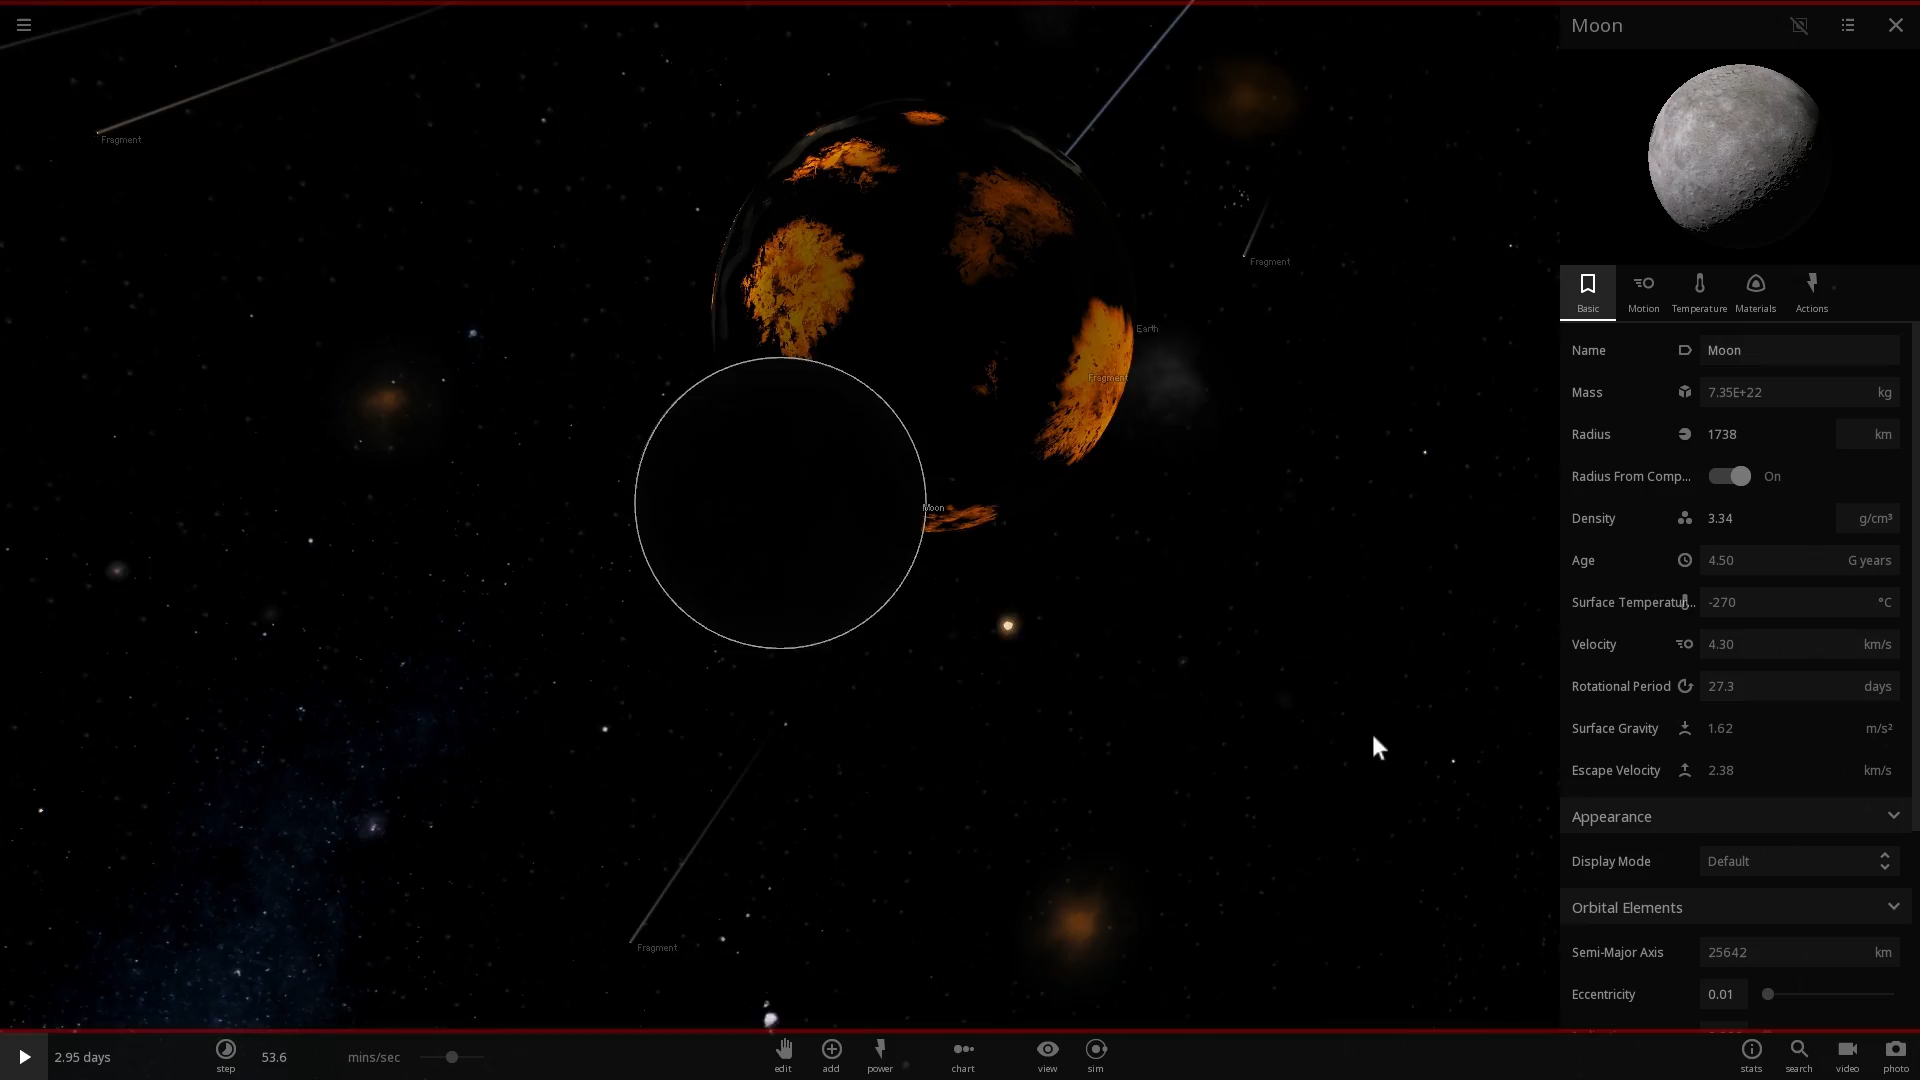 Moon
Fragment
Fragment
Earth
Fragment
Moon
Fragment
Basic
Motion
Temperature
Materials
Actions
Name Moon
Mass 7.35E+22 kg
Radius 1738 km
Radius From Comp... On
Density 3.34 g/cm³
Age 4.50 G years
Surface Temperatur... -270 °C
Velocity 4.30 km/s
Rotational Period 27.3 days
Surface Gravity 1.62 m/s²
Escape Velocity 2.38 km/s
Appearance
Display Mode Default
Orbital Elements
Semi-Major Axis 25642 km
Eccentricity 0.01
2.95 days
step
53.6 mins/sec
edit
add
power
chart
view
sim
stats
search
video
photo